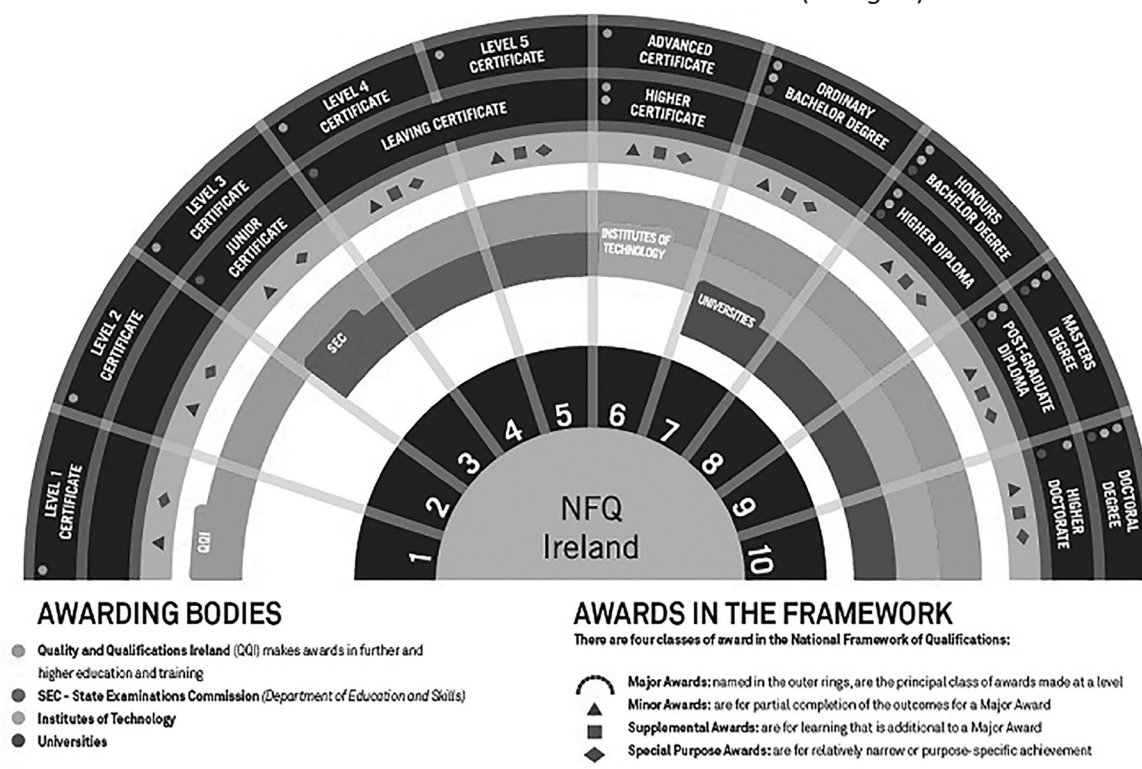 LEVEL 1
CERTIFICATE
LEVEL 2
CERTIFICATE
LEVEL 3
CERTIFICATE
JUNIOR
CERTIFICATE
LEVEL 4
CERTIFICATE
LEVEL 5
CERTIFICATE
LEAVING CERTIFICATE
ADVANCED
CERTIFICATE
HIGHER
CERTIFICATE
ORDINARY
BACHELOR DEGREE
HONOURS
BACHELOR DEGREE
HIGHER DIPLOMA
MASTERS
DEGREE
POST-GRADUATE
DIPLOMA
DOCTORAL
DEGREE
HIGHER
DOCTORATE
QQI
SEC
INSTITUTES OF
TECHNOLOGY
UNIVERSITIES
1
2
3
4
5
6
7
8
9
10
NFQ
Ireland
AWARDING BODIES
Quality and Qualifications Ireland (QQI) makes awards in further and
higher education and training
SEC - State Examinations Commission (Department of Education and Skills)
Institutes of Technology
Universities
AWARDS IN THE FRAMEWORK
There are four classes of award in the National Framework of Qualifications:
Major Awards: named in the outer rings, are the principal class of awards made at a level
Minor Awards: are for partial completion of the outcomes for a Major Award
Supplemental Awards: are for learning that is additional to a Major Award
Special Purpose Awards: are for relatively narrow or purpose-specific achievement